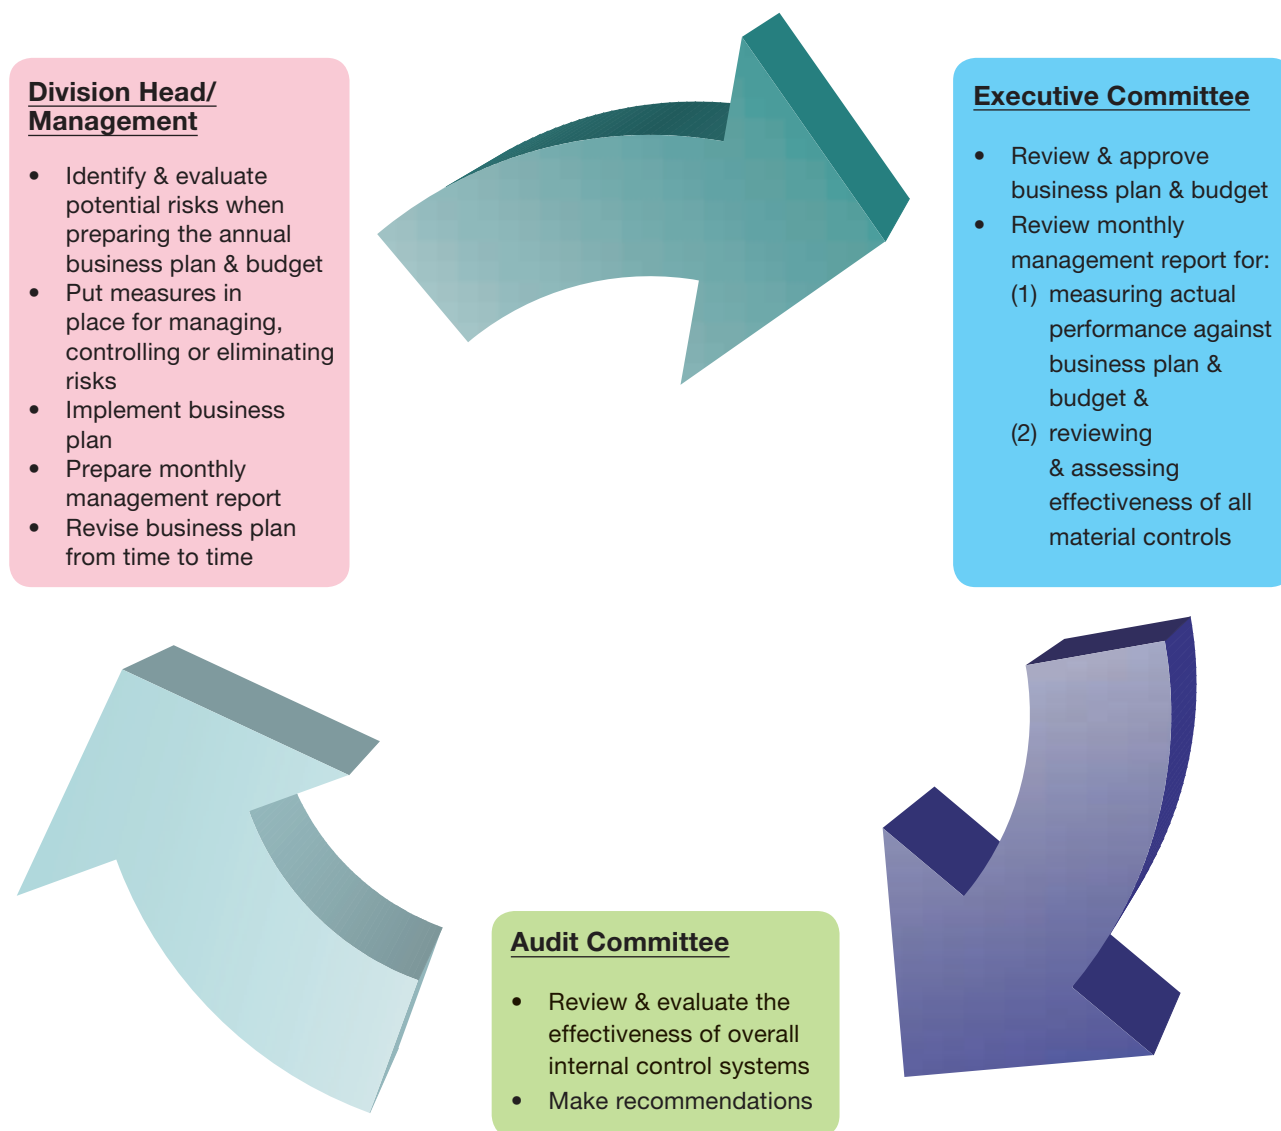 Division Head/
Management
• Identify & evaluate
potential risks when
preparing the annual
business plan & budget
• Put measures in
place for managing,
controlling or eliminating
risks
• Implement business
plan
• Prepare monthly
management report
• Revise business plan
from time to time
Executive Committee
• Review & approve
business plan & budget
• Review monthly
management report for:
(1) measuring actual
performance against
business plan &
budget &
(2) reviewing
& assessing
effectiveness of all
material controls
Audit Committee
• Review & evaluate the
effectiveness of overall
internal control systems
• Make recommendations